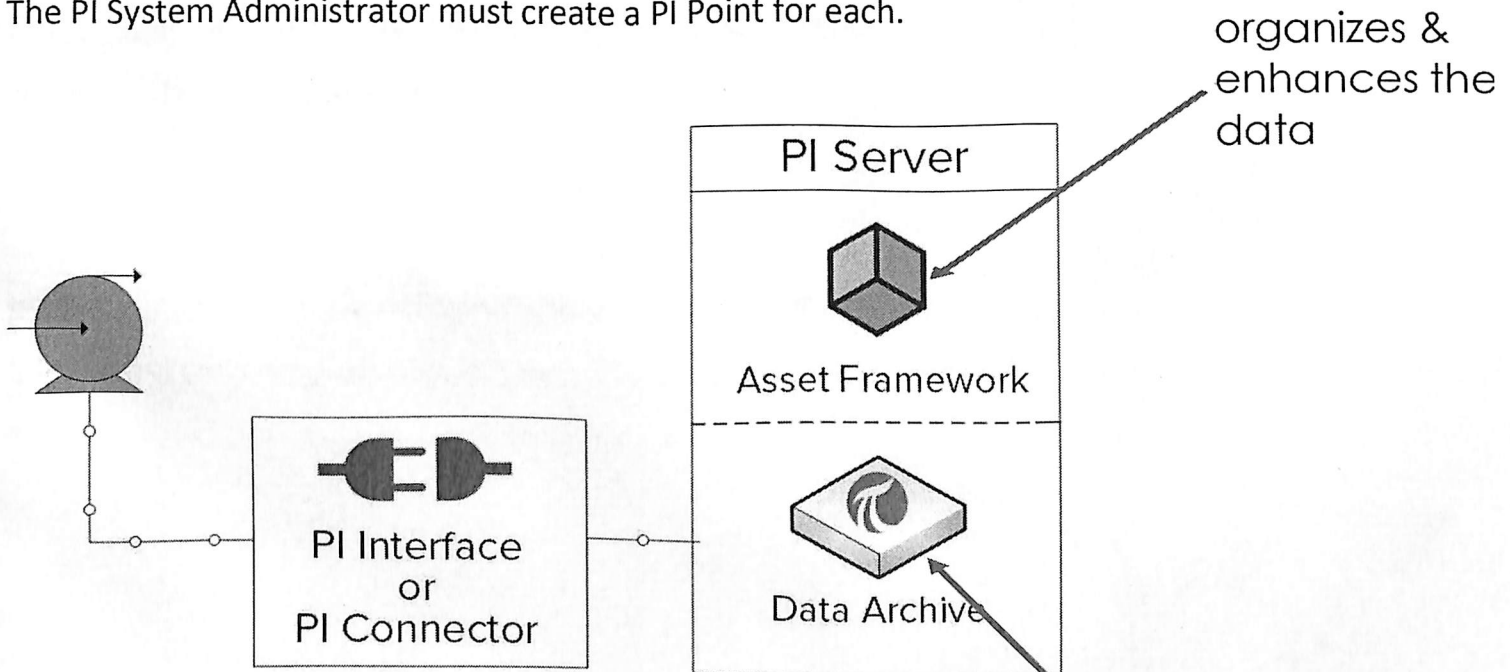 The PI System Administrator must create a PI Point for each.
organizes &
enhances the
data
PI Server
Asset Framework
PI Interface
or
PI Connector
Data Archive